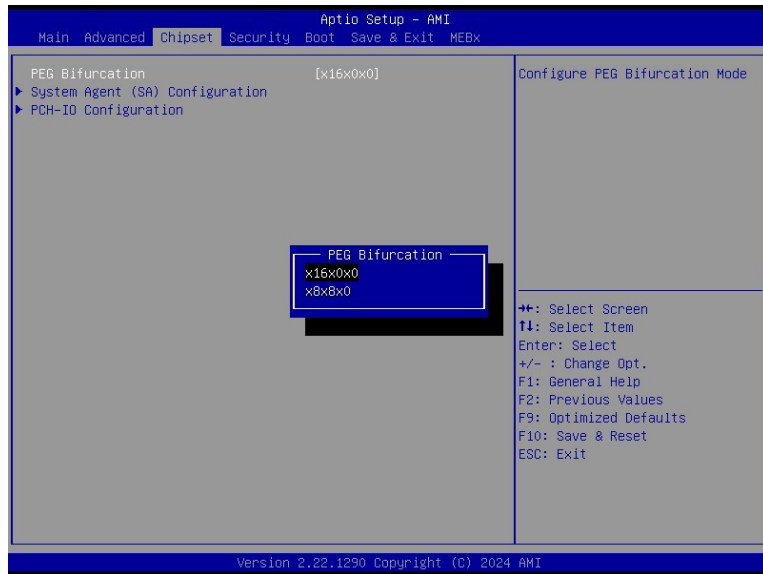 Aptio Setup – AMI
Main Advanced Chipset Security Boot Save & Exit MEBx
PEG Bifurcation [x16x0x0]
System Agent (SA) Configuration
PCH-IO Configuration
Configure PEG Bifurcation Mode
PEG Bifurcation
x16x0x0
x8x8x0
→←: Select Screen
↑↓: Select Item
Enter: Select
+/- : Change Opt.
F1: General Help
F2: Previous Values
F9: Optimized Defaults
F10: Save & Reset
ESC: Exit
Version 2.22.1290 Copyright (C) 2024 AMI